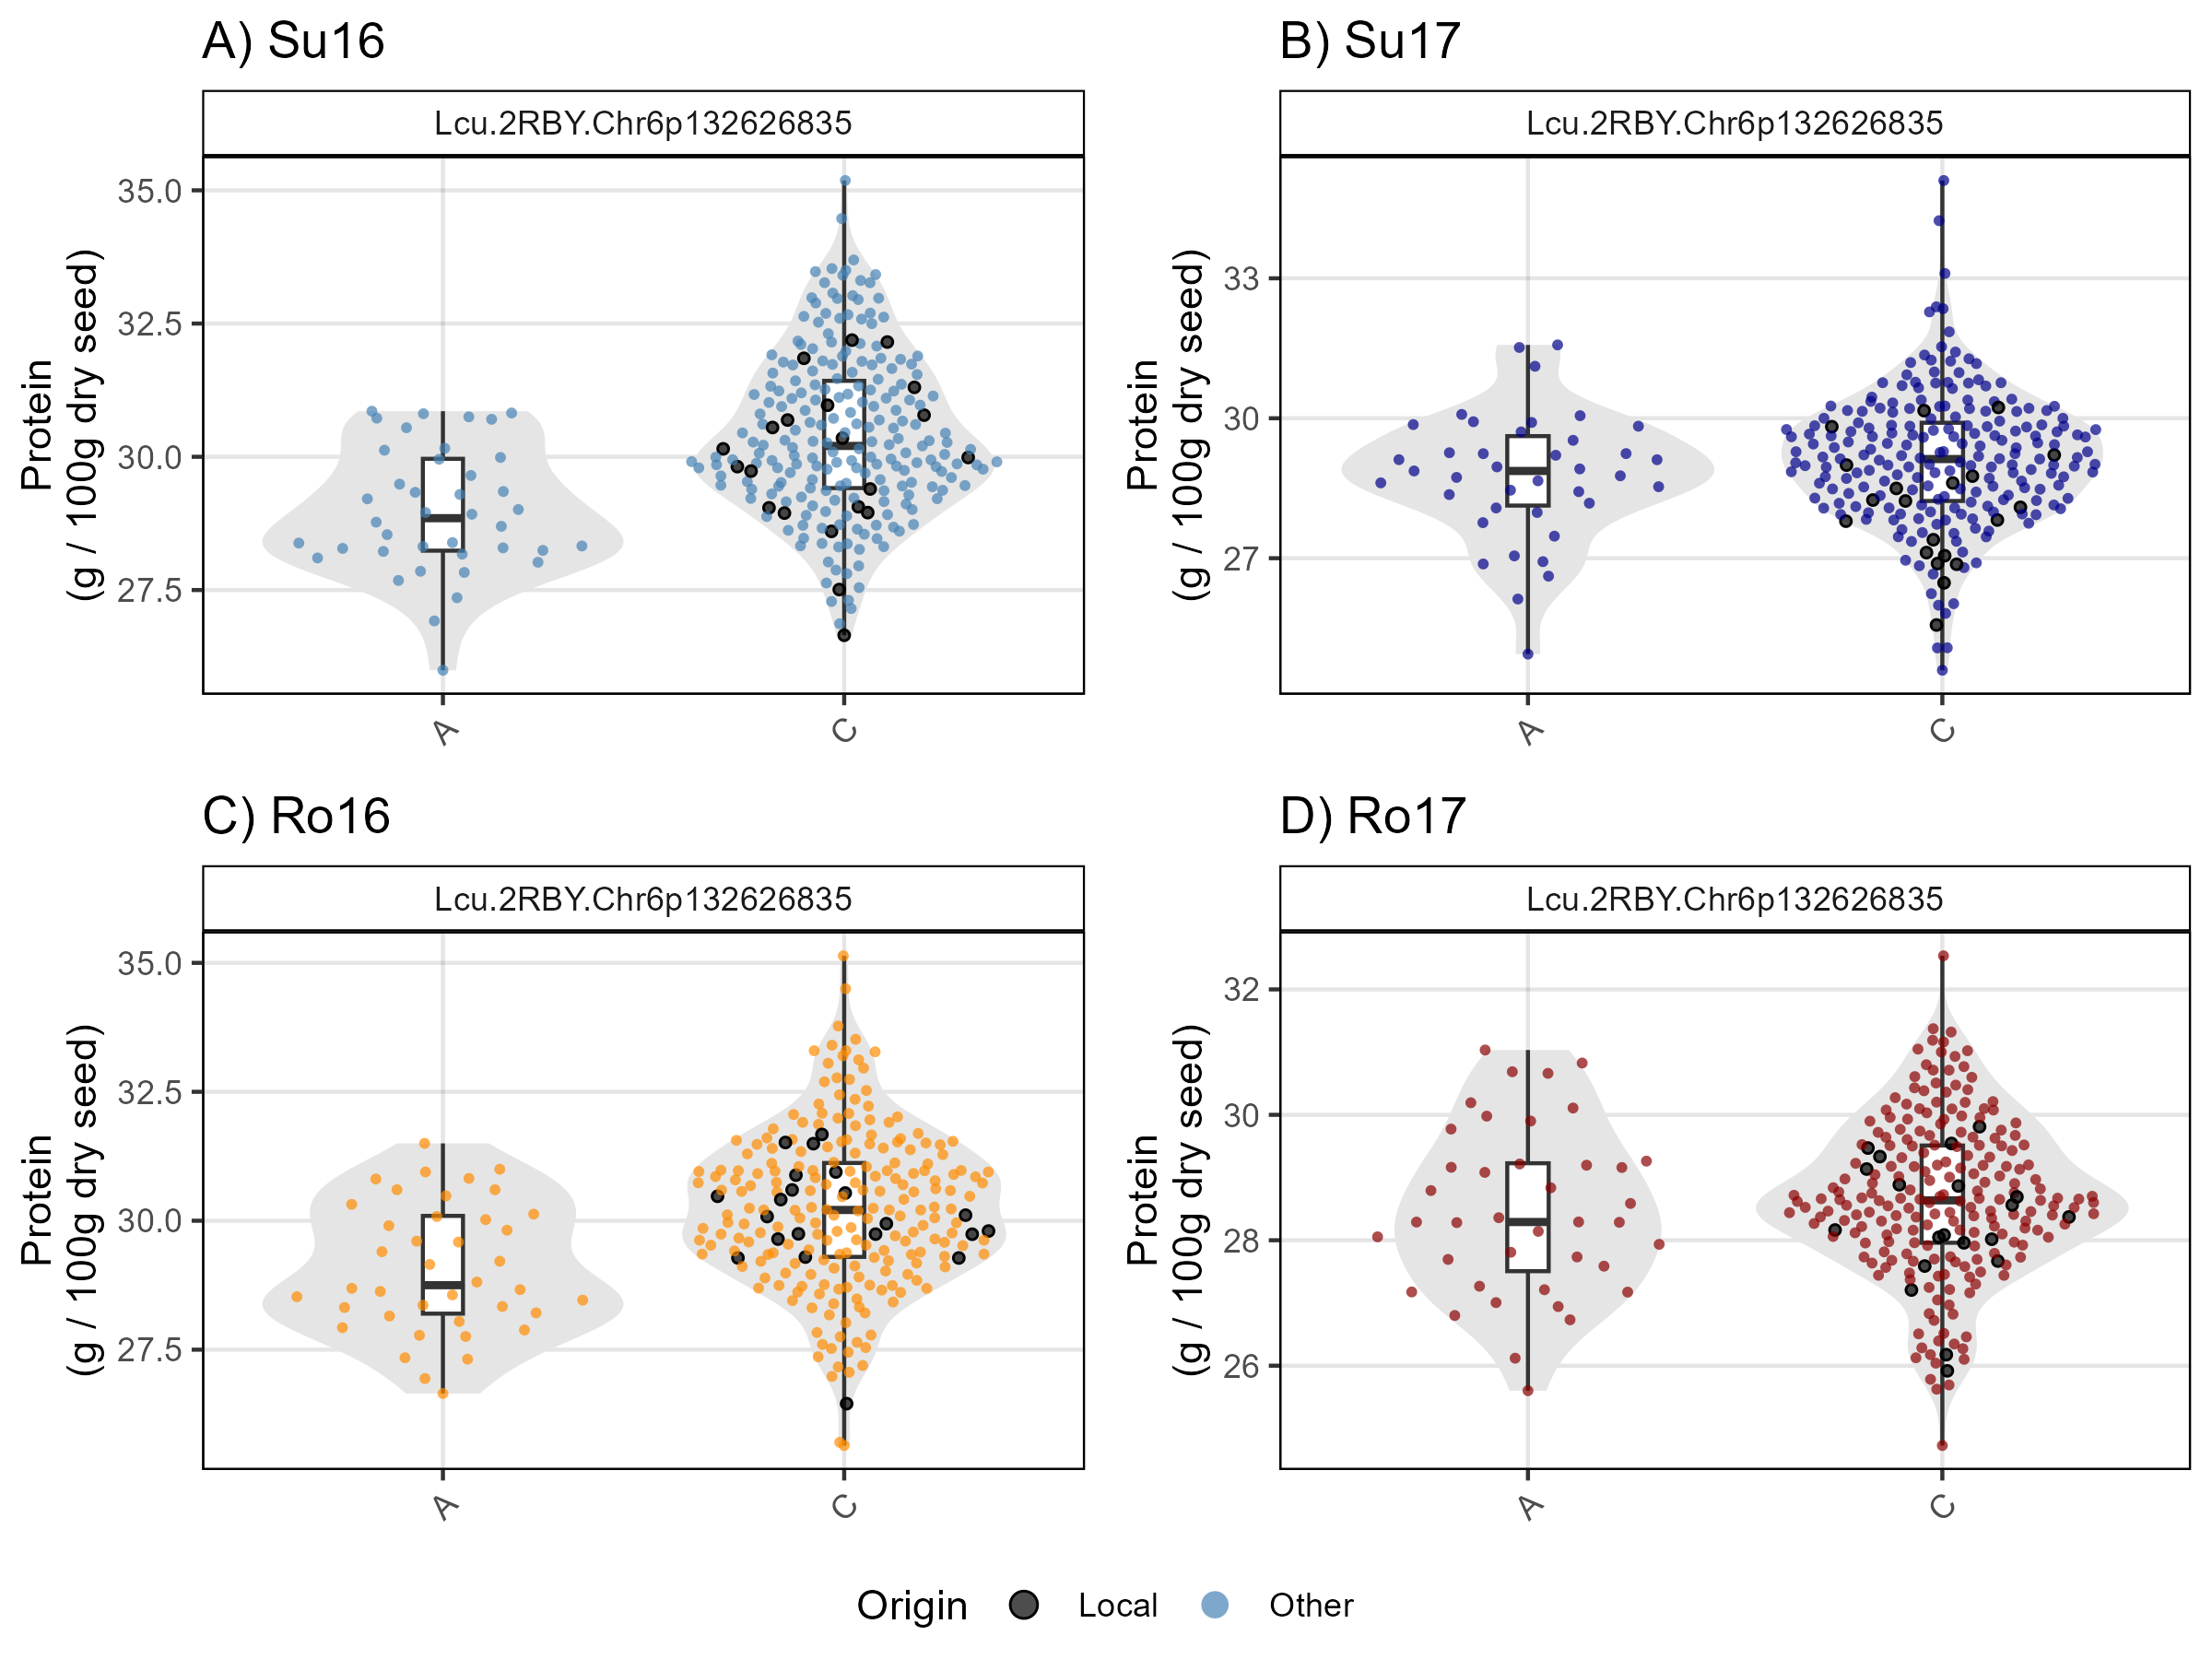 A) Su16
Lcu.2RBY.Chr6p132626835
Protein
(g / 100g dry seed)
35.0
32.5
30.0
27.5
A
C
B) Su17
Lcu.2RBY.Chr6p132626835
Protein
(g / 100g dry seed)
33
30
27
A
C
C) Ro16
Lcu.2RBY.Chr6p132626835
Protein
(g / 100g dry seed)
35.0
32.5
30.0
27.5
A
C
D) Ro17
Lcu.2RBY.Chr6p132626835
Protein
(g / 100g dry seed)
32
30
28
26
A
C
Origin Local Other